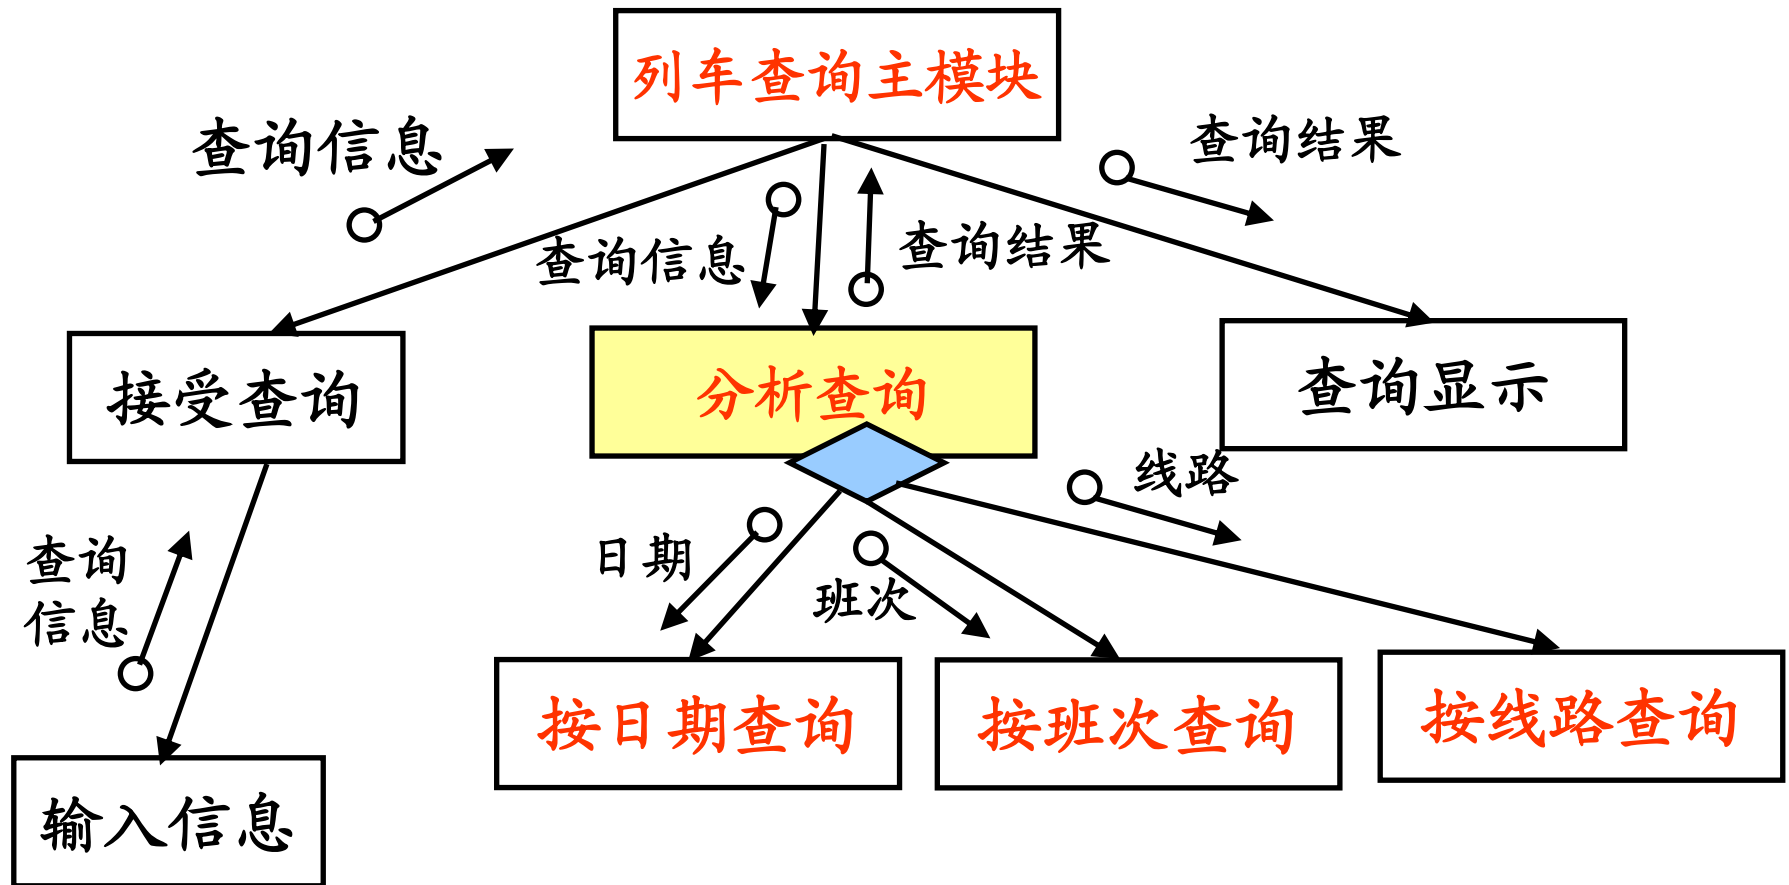 列车查询主模块
查询信息
查询结果
查询信息
查询结果
接受查询
分析查询
查询显示
线路
查询
信息
日期
班次
按日期查询
按班次查询
按线路查询
输入信息